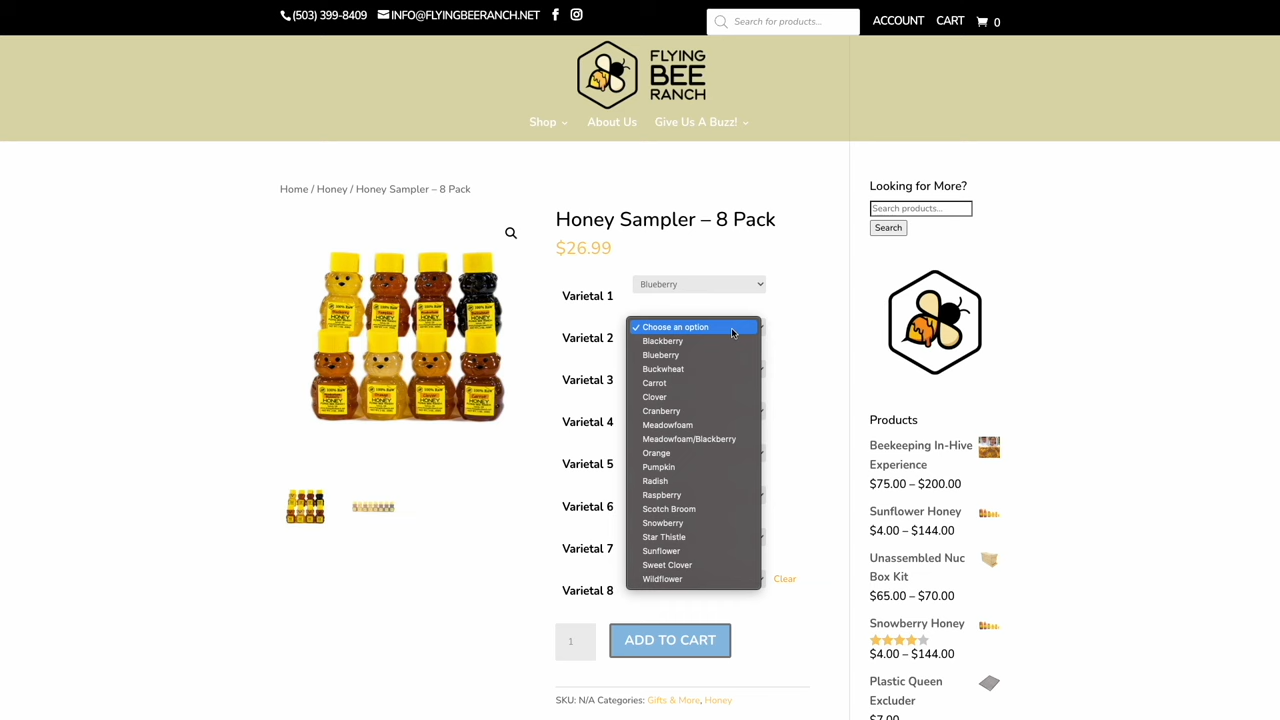 (503) 399-8409
INFO@FLYINGBEERANCH.NET
Search for products...
ACCOUNT
CART
0
FLYING
BEE
RANCH
Shop
About Us
Give Us A Buzz!
Home / Honey / Honey Sampler – 8 Pack
Honey Sampler – 8 Pack
$26.99
Varietal 1
Blueberry
Varietal 2
Varietal 3
Varietal 4
Varietal 5
Varietal 6
Varietal 7
Varietal 8
✓ Choose an option
Blackberry
Blueberry
Buckwheat
Carrot
Clover
Cranberry
Meadowfoam
Meadowfoam/Blackberry
Orange
Pumpkin
Radish
Raspberry
Scotch Broom
Snowberry
Star Thistle
Sunflower
Sweet Clover
Wildflower
Clear
1
ADD TO CART
SKU: N/A Categories: Gifts & More, Honey
HONEY
HONEY
HONEY
HONEY
Looking for More?
Search products...
Search
Products
Beekeeping In-Hive
Experience
$75.00 – $200.00
Sunflower Honey
$4.00 – $144.00
Unassembled Nuc
Box Kit
$65.00 – $70.00
Snowberry Honey
$4.00 – $144.00
Plastic Queen
Excluder
$7.00